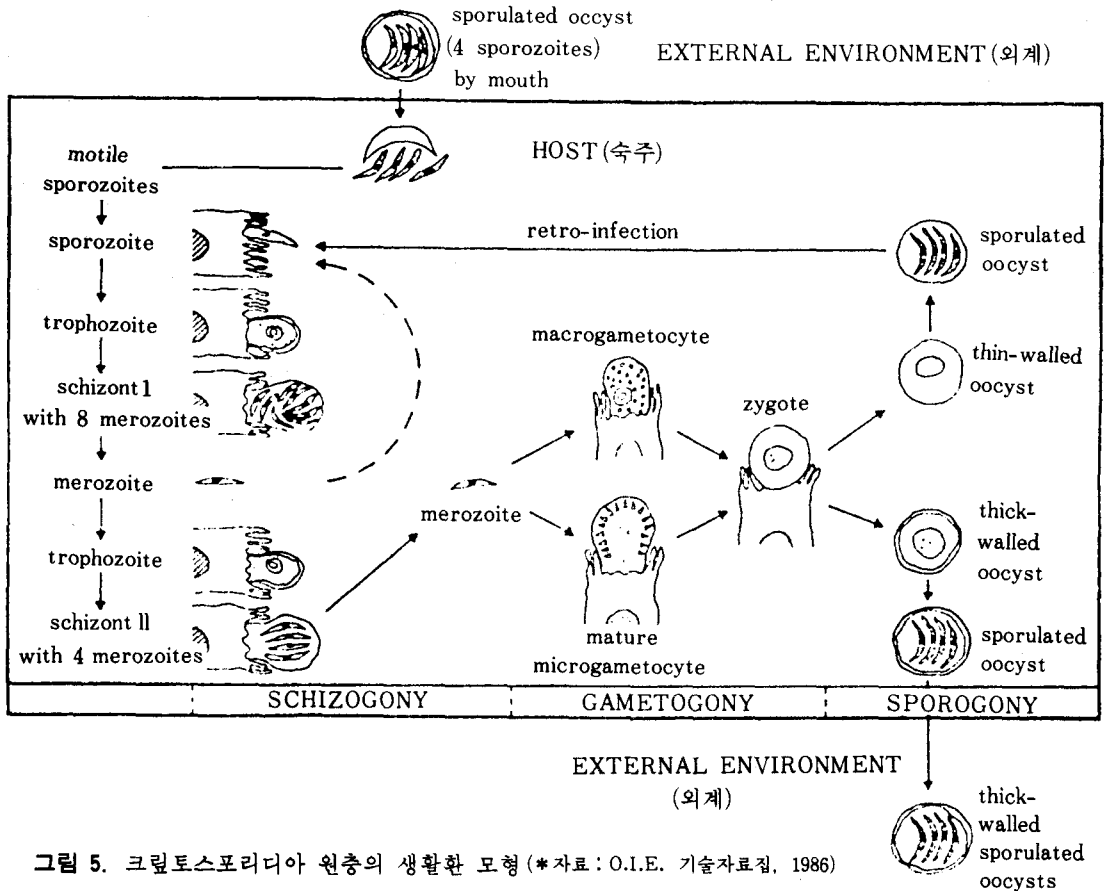 sporulated occyst
(4 sporozoites)
by mouth
EXTERNAL ENVIRONMENT(외계)
HOST(숙주)
motile
sporozoites
sporozoite
retro-infection
sporulated
oocyst
trophozoite
macrogametocyte
thin-walled
oocyst
schizont 1
with 8 merozoites
zygote
merozoite
merozoite
thick-
walled
oocyst
trophozoite
schizont ll
with 4 merozoites
mature
microgametocyte
sporulated
oocyst
SCHIZOGONY
GAMETOGONY
SPOROGONY
EXTERNAL ENVIRONMENT
(외계)
thick-
walled
sporulated
oocysts
그림 5. 크맆토스포리디아 원충의 생활환 모형(*자료 : O.I.E. 기술자료집, 1986)